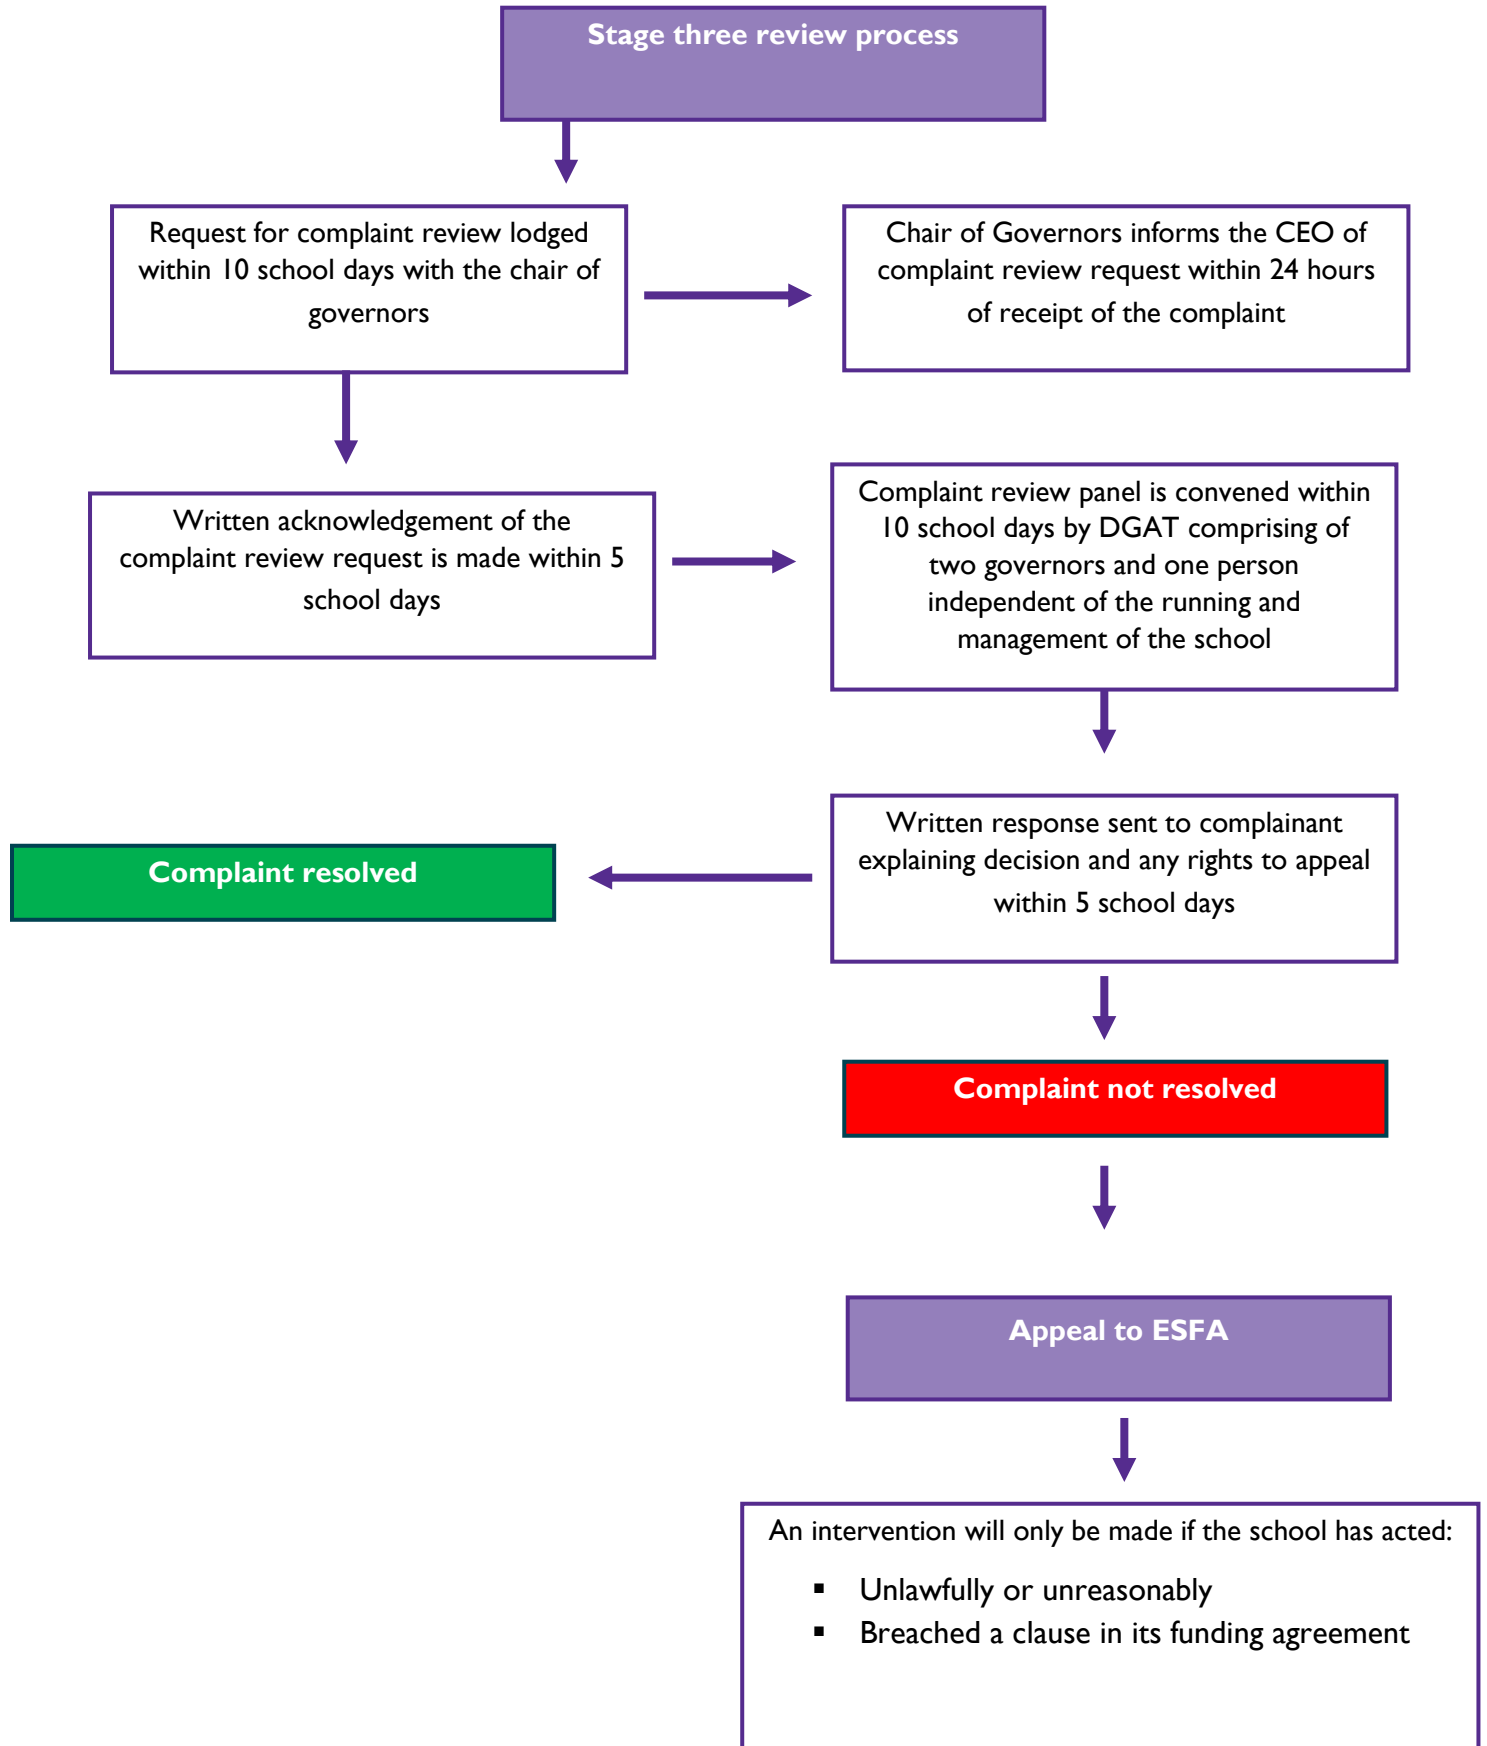 Stage three review process
Request for complaint review lodged
within 10 school days with the chair of
governors
Chair of Governors informs the CEO of
complaint review request within 24 hours
of receipt of the complaint
Written acknowledgement of the
complaint review request is made within 5
school days
Complaint review panel is convened within
10 school days by DGAT comprising of
two governors and one person
independent of the running and
management of the school
Written response sent to complainant
explaining decision and any rights to appeal
within 5 school days
Complaint resolved
Complaint not resolved
Appeal to ESFA
An intervention will only be made if the school has acted:
▪ Unlawfully or unreasonably
▪ Breached a clause in its funding agreement